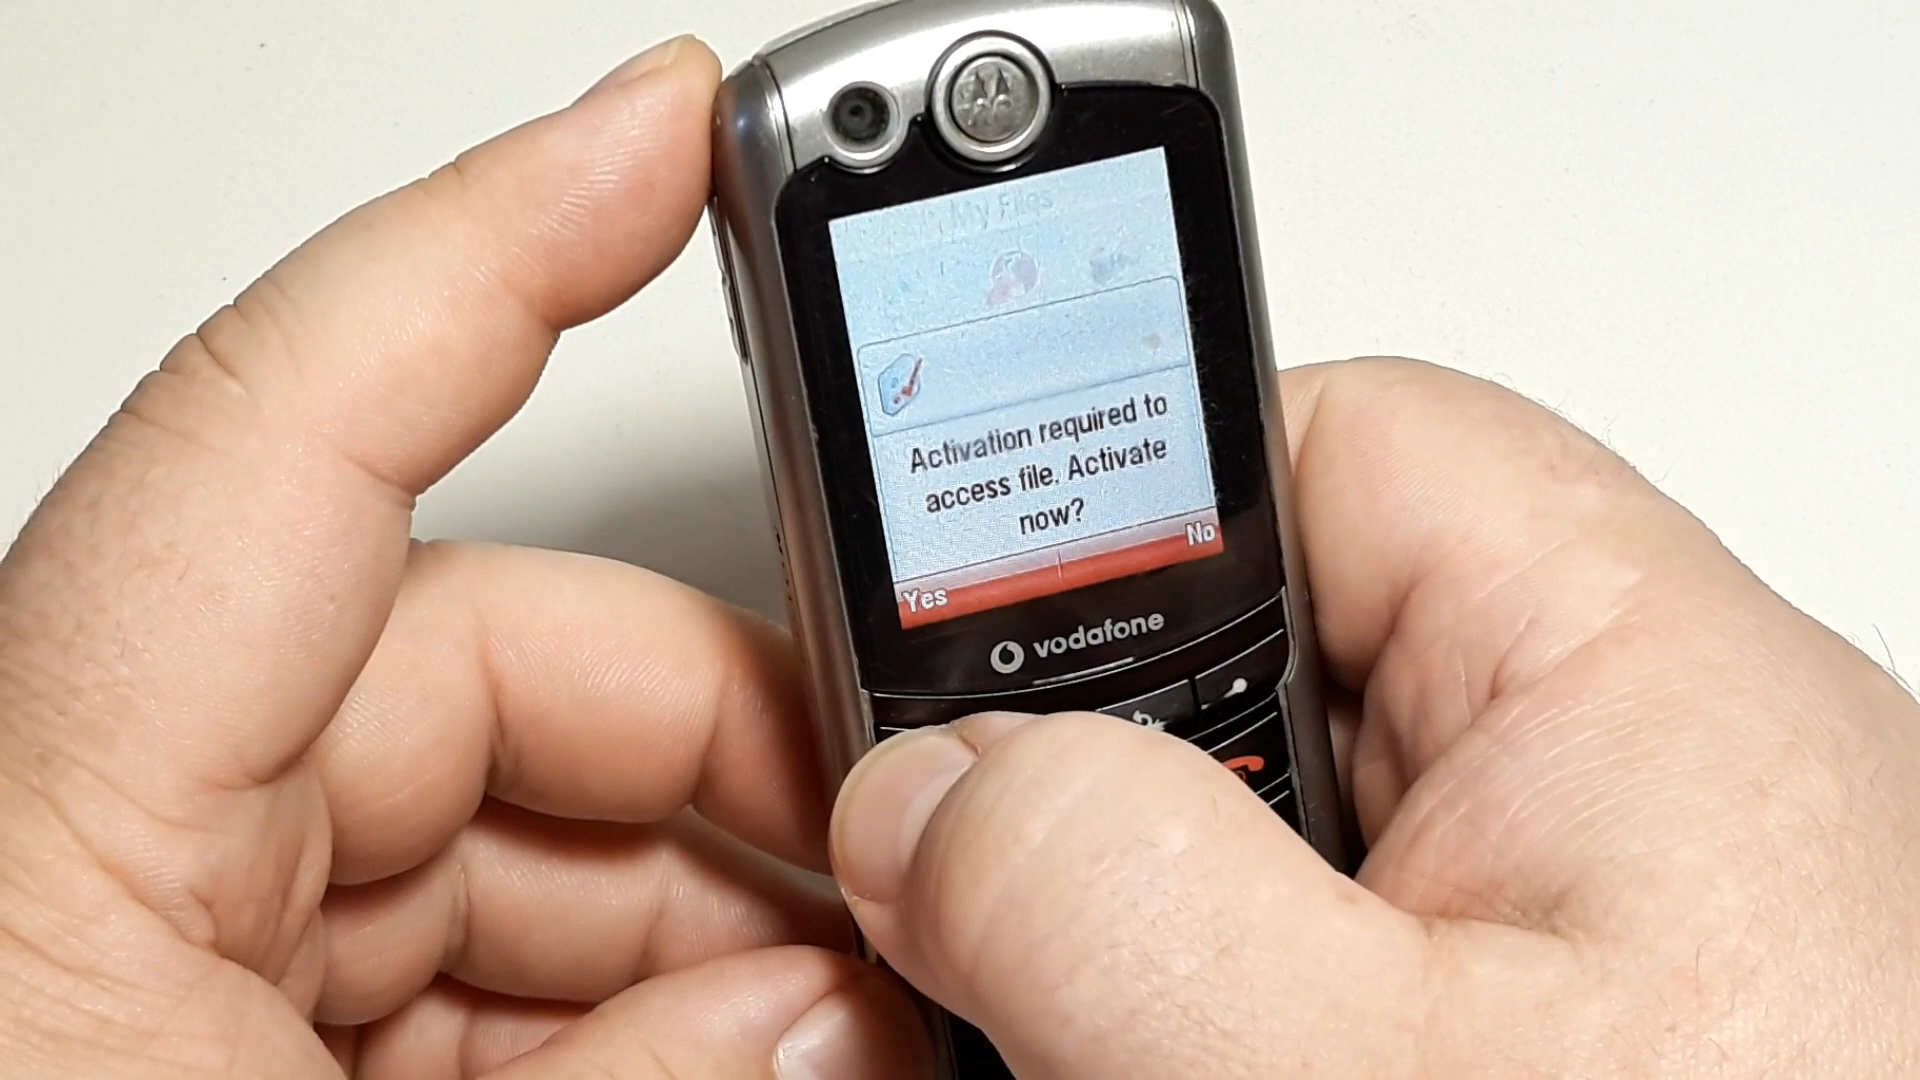 My Files
Activation required to
access file. Activate
now?
No
Yes
vodafone